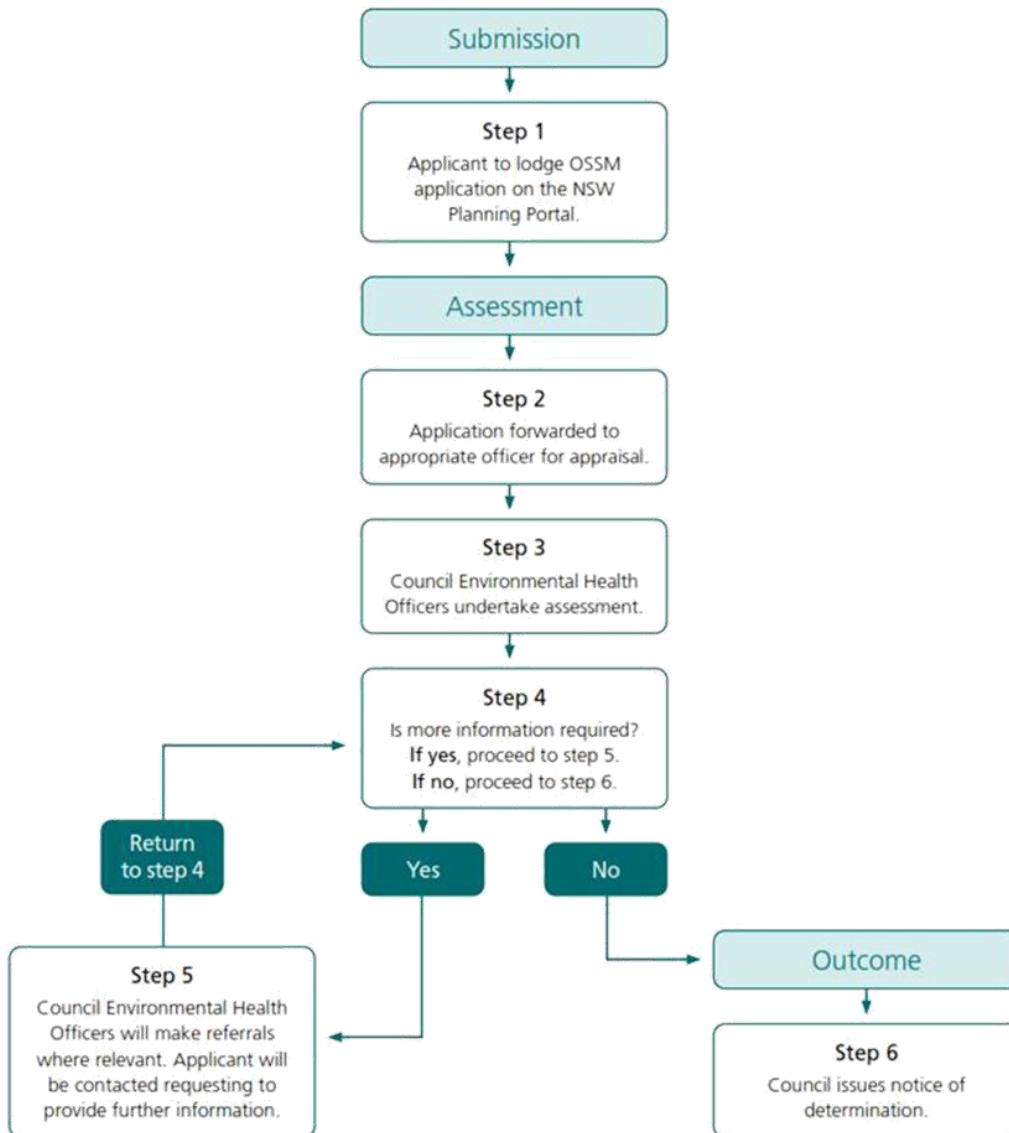 Submission
Step 1
Applicant to lodge OSSM
application on the NSW
Planning Portal.
Assessment
Step 2
Application forwarded to
appropriate officer for appraisal.
Step 3
Council Environmental Health
Officers undertake assessment.
Step 4
Is more information required?
If yes, proceed to step 5.
If no, proceed to step 6.
Return
to step 4
Yes
No
Step 5
Council Environmental Health
Officers will make referrals
where relevant. Applicant will
be contacted requesting to
provide further information.
Outcome
Step 6
Council issues notice of
determination.